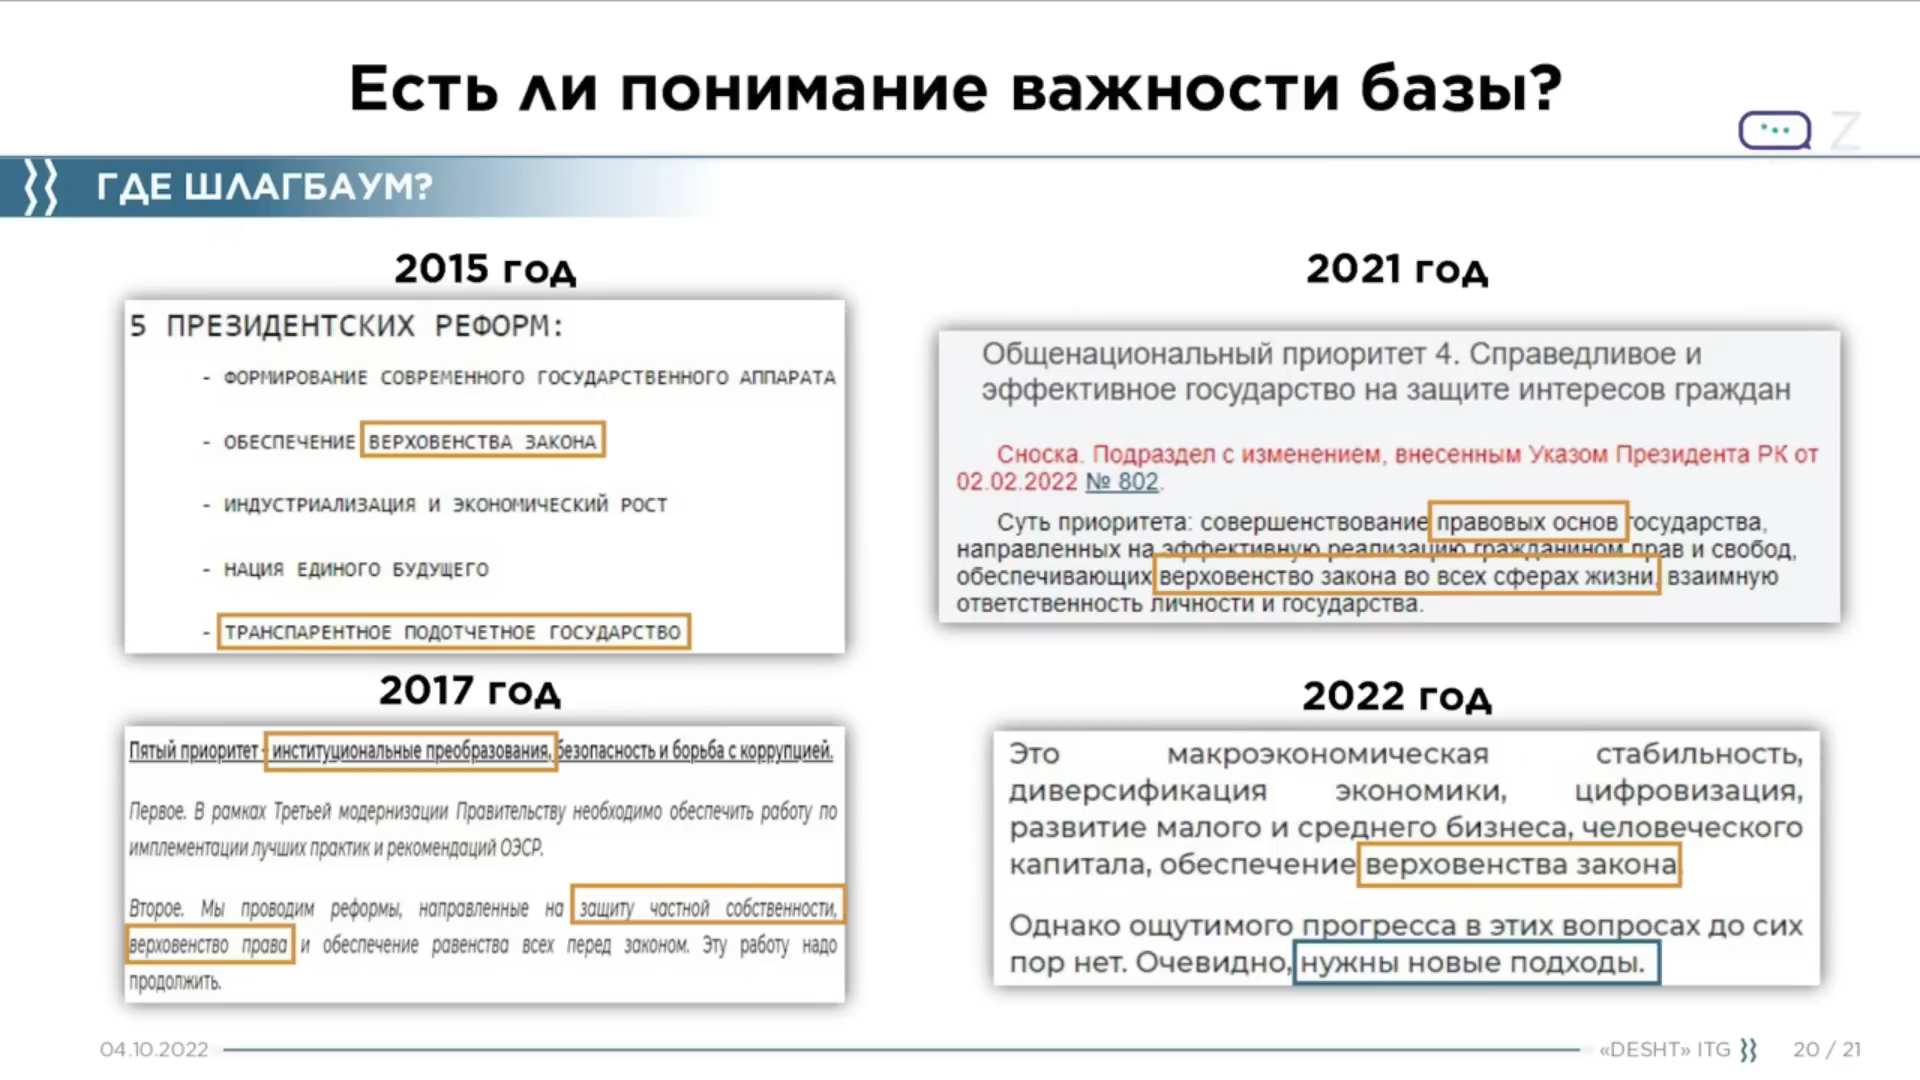 Есть ли понимание важности базы?
Z
ГДЕ ШЛАГБАУМ?
2015 год
5 ПРЕЗИДЕНТСКИХ РЕФОРМ:
- ФОРМИРОВАНИЕ СОВРЕМЕННОГО ГОСУДАРСТВЕННОГО АППАРАТА
- ОБЕСПЕЧЕНИЕ ВЕРХОВЕНСТВА ЗАКОНА
- ИНДУСТРИАЛИЗАЦИЯ И ЭКОНОМИЧЕСКИЙ РОСТ
- НАЦИЯ ЕДИНОГО БУДУЩЕГО
- ТРАНСПАРЕНТНОЕ ПОДОТЧЕТНОЕ ГОСУДАРСТВО
2017 год
Пятый приоритет - институциональные преобразования, безопасность и борьба с коррупцией.
Первое. В рамках Третьей модернизации Правительству необходимо обеспечить работу по
имплементации лучших практик и рекомендаций ОЭСР.
Второе. Мы проводим реформы, направленные на защиту частной собственности,
верховенство права и обеспечение равенства всех перед законом. Эту работу надо
продолжить.
2021 год
Общенациональный приоритет 4. Справедливое и
эффективное государство на защите интересов граждан
Сноска. Подраздел с изменением, внесенным Указом Президента РК от
02.02.2022 № 802.
Суть приоритета: совершенствование правовых основ государства,
направленных на эффективную реализацию гражданином прав и свобод,
обеспечивающих верховенство закона во всех сферах жизни, взаимную
ответственность личности и государства.
2022 год
Это макроэкономическая стабильность,
диверсификация экономики, цифровизация,
развитие малого и среднего бизнеса, человеческого
капитала, обеспечение верховенства закона.
Однако ощутимого прогресса в этих вопросах до сих
пор нет. Очевидно, нужны новые подходы.
04.10.2022
«DESHT» ITG
20 / 21